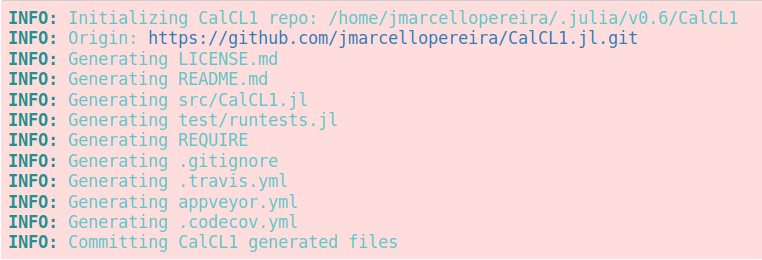 INFO: Initializing CalCL1 repo: /home/jmarcellopereira/.julia/v0.6/CalCL1
INFO: Origin: https://github.com/jmarcellopereira/CalCL1.jl.git
INFO: Generating LICENSE.md
INFO: Generating README.md
INFO: Generating src/CalCL1.jl
INFO: Generating test/runtests.jl
INFO: Generating REQUIRE
INFO: Generating .gitignore
INFO: Generating .travis.yml
INFO: Generating appveyor.yml
INFO: Generating .codecov.yml
INFO: Committing CalCL1 generated files